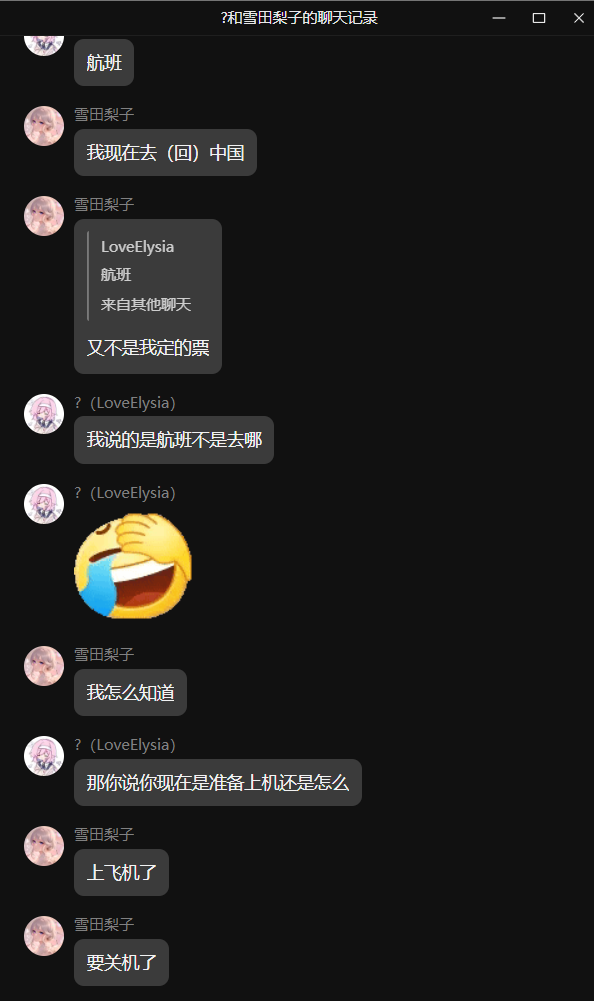 ?和雪田梨子的聊天记录
航班
雪田梨子
我现在去（回）中国
雪田梨子
LoveElysia
航班
来自其他聊天
又不是我定的票
?（LoveElysia）
我说的是航班不是去哪
?（LoveElysia）
雪田梨子
我怎么知道
?（LoveElysia）
那你说你现在是准备上机还是怎么
雪田梨子
上飞机了
雪田梨子
要关机了